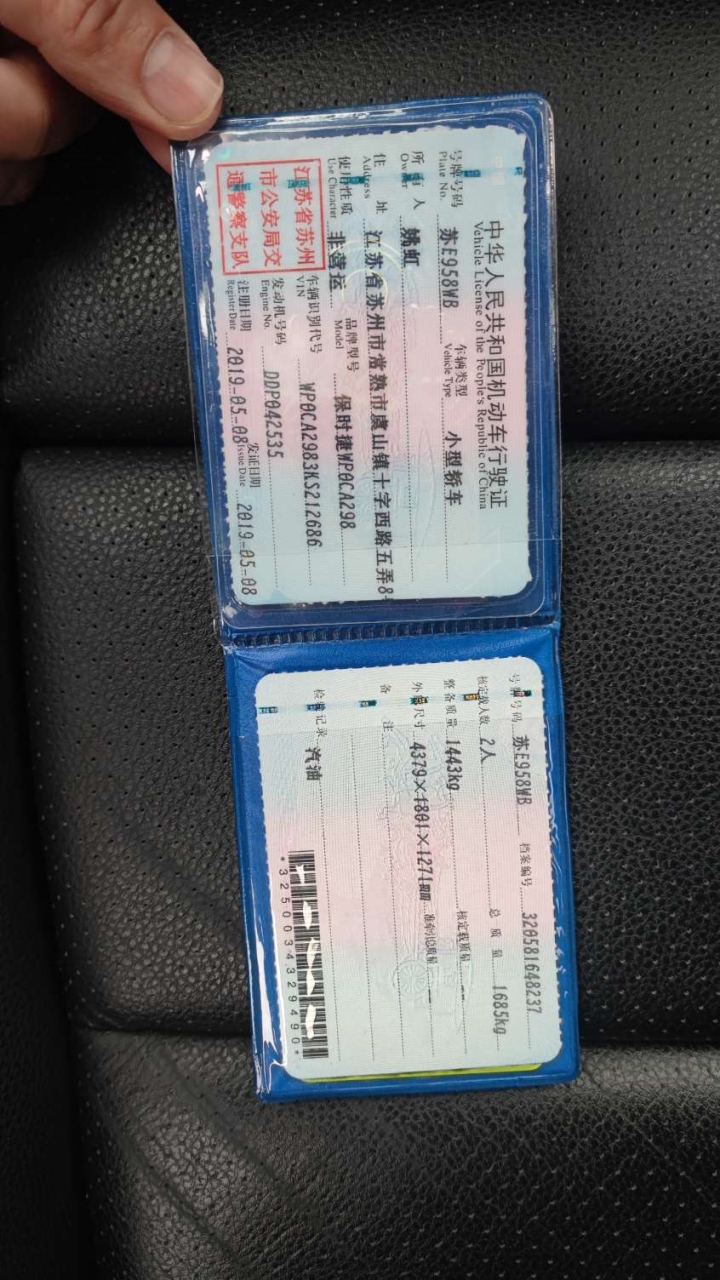 中华人民共和国机动车行驶证
Vehicle License of the People's Republic of China
号牌号码 苏E958WB 车辆类型 小型轿车
Plate No. Vehicle Type
所有人 姚虹
Owner
住址 江苏省苏州市常熟市虞山镇十字西路五弄8号
Address
使用性质 非营运 品牌型号 保时捷WP0CA298
Use Character Model
江苏省苏州
市公安局交
通警察支队
车辆识别代号 WP0CA2983KS212686
VIN
发动机号码 DDP042535
Engine No.
注册日期 2019-05-08 发证日期 2019-05-08
Register Date Issue Date
号牌号码 苏E958WB 档案编号 320581648237
核定载人数 2人 总质量 1685kg
整备质量 1443kg 核定载质量 --
外廓尺寸 4379×1801×1271mm 准牵引总质量 --
备注
检验记录 汽油
*3250034329490*